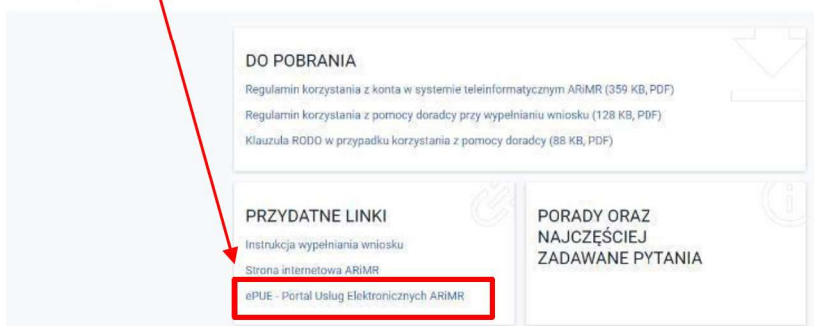 DO POBRANIA
Regulamin korzystania z konta w systemie teleinformatycznym ARiMR (359 KB, PDF)
Regulamin korzystania z pomocy doradcy przy wypełnianiu wniosku (128 KB, PDF)
Klauzula RODO w przypadku korzystania z pomocy doradcy (88 KB, PDF)
PRZYDATNE LINKI
Instrukcja wypełniania wniosku
Strona internetowa ARiMR
ePUE - Portal Usług Elektronicznych ARiMR
PORADY ORAZ
NAJCZĘŚCIEJ
ZADAWANE PYTANIA